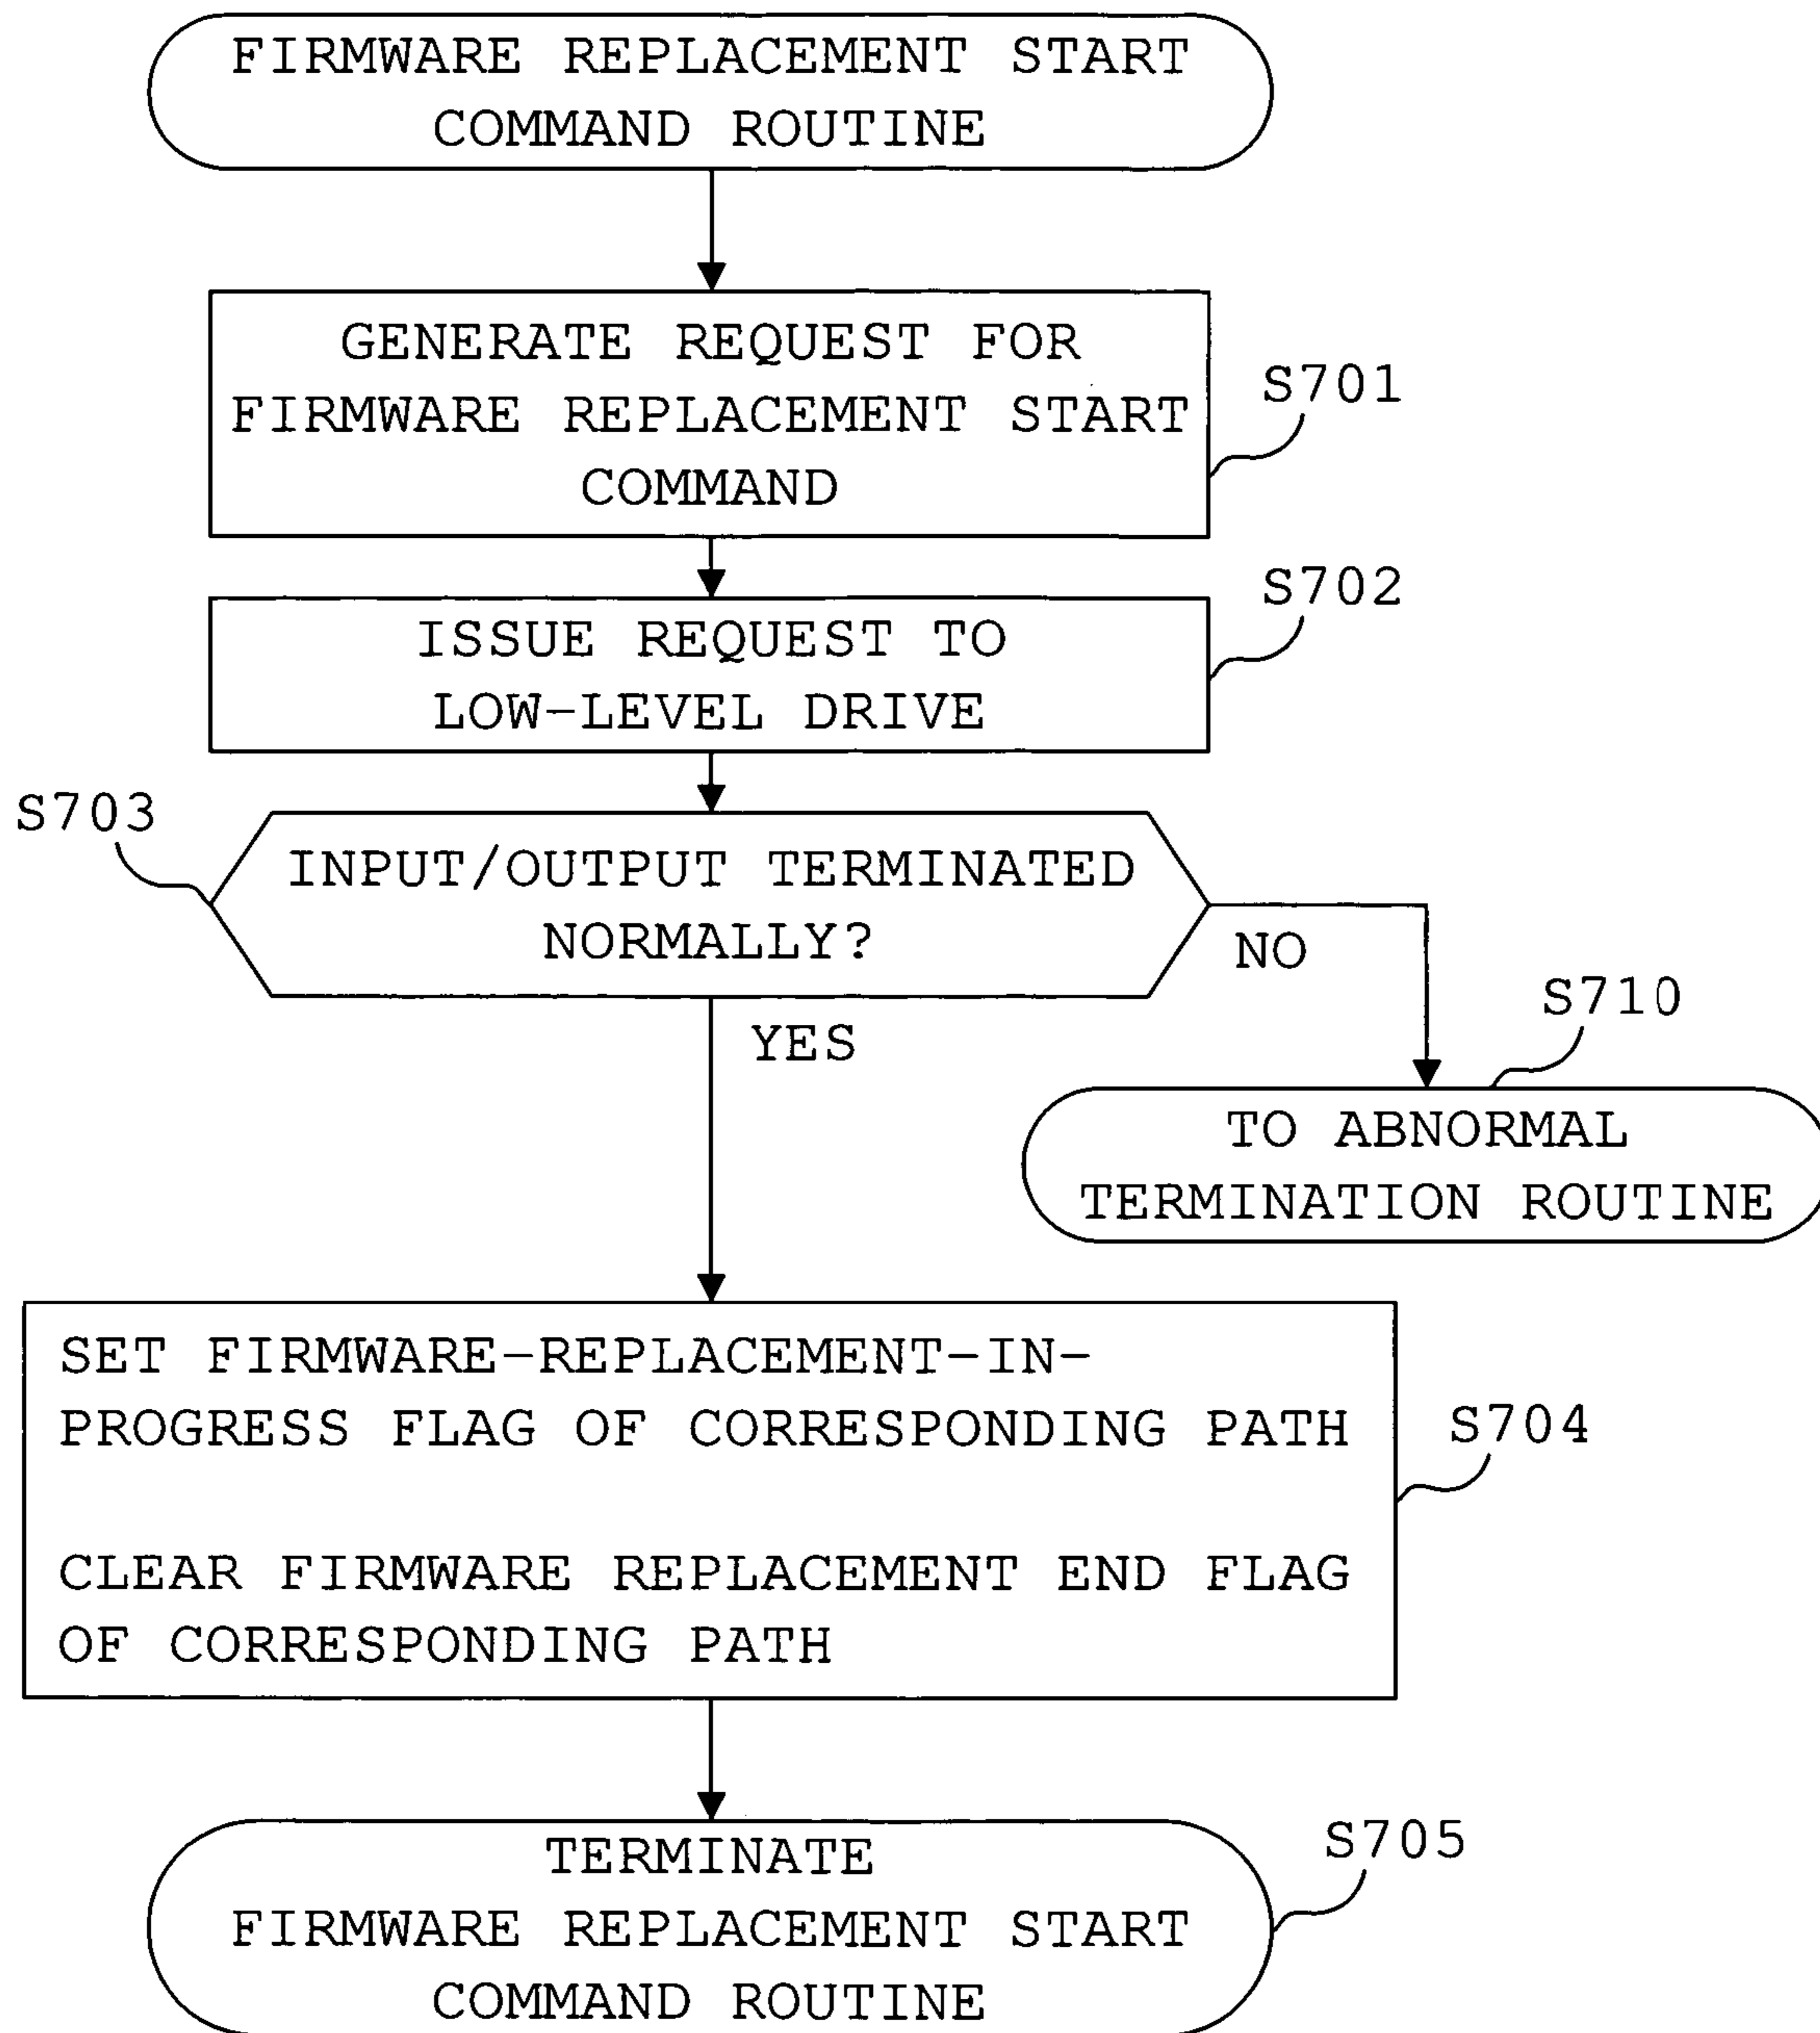 FIRMWARE REPLACEMENT START
COMMAND ROUTINE
GENERATE REQUEST FOR
FIRMWARE REPLACEMENT START
COMMAND
S701
ISSUE REQUEST TO
LOW-LEVEL DRIVE
S702
S703
INPUT/OUTPUT TERMINATED
NORMALLY?
NO
YES
S710
TO ABNORMAL
TERMINATION ROUTINE
SET FIRMWARE-REPLACEMENT-IN-
PROGRESS FLAG OF CORRESPONDING PATH
CLEAR FIRMWARE REPLACEMENT END FLAG
OF CORRESPONDING PATH
S704
TERMINATE
FIRMWARE REPLACEMENT START
COMMAND ROUTINE
S705